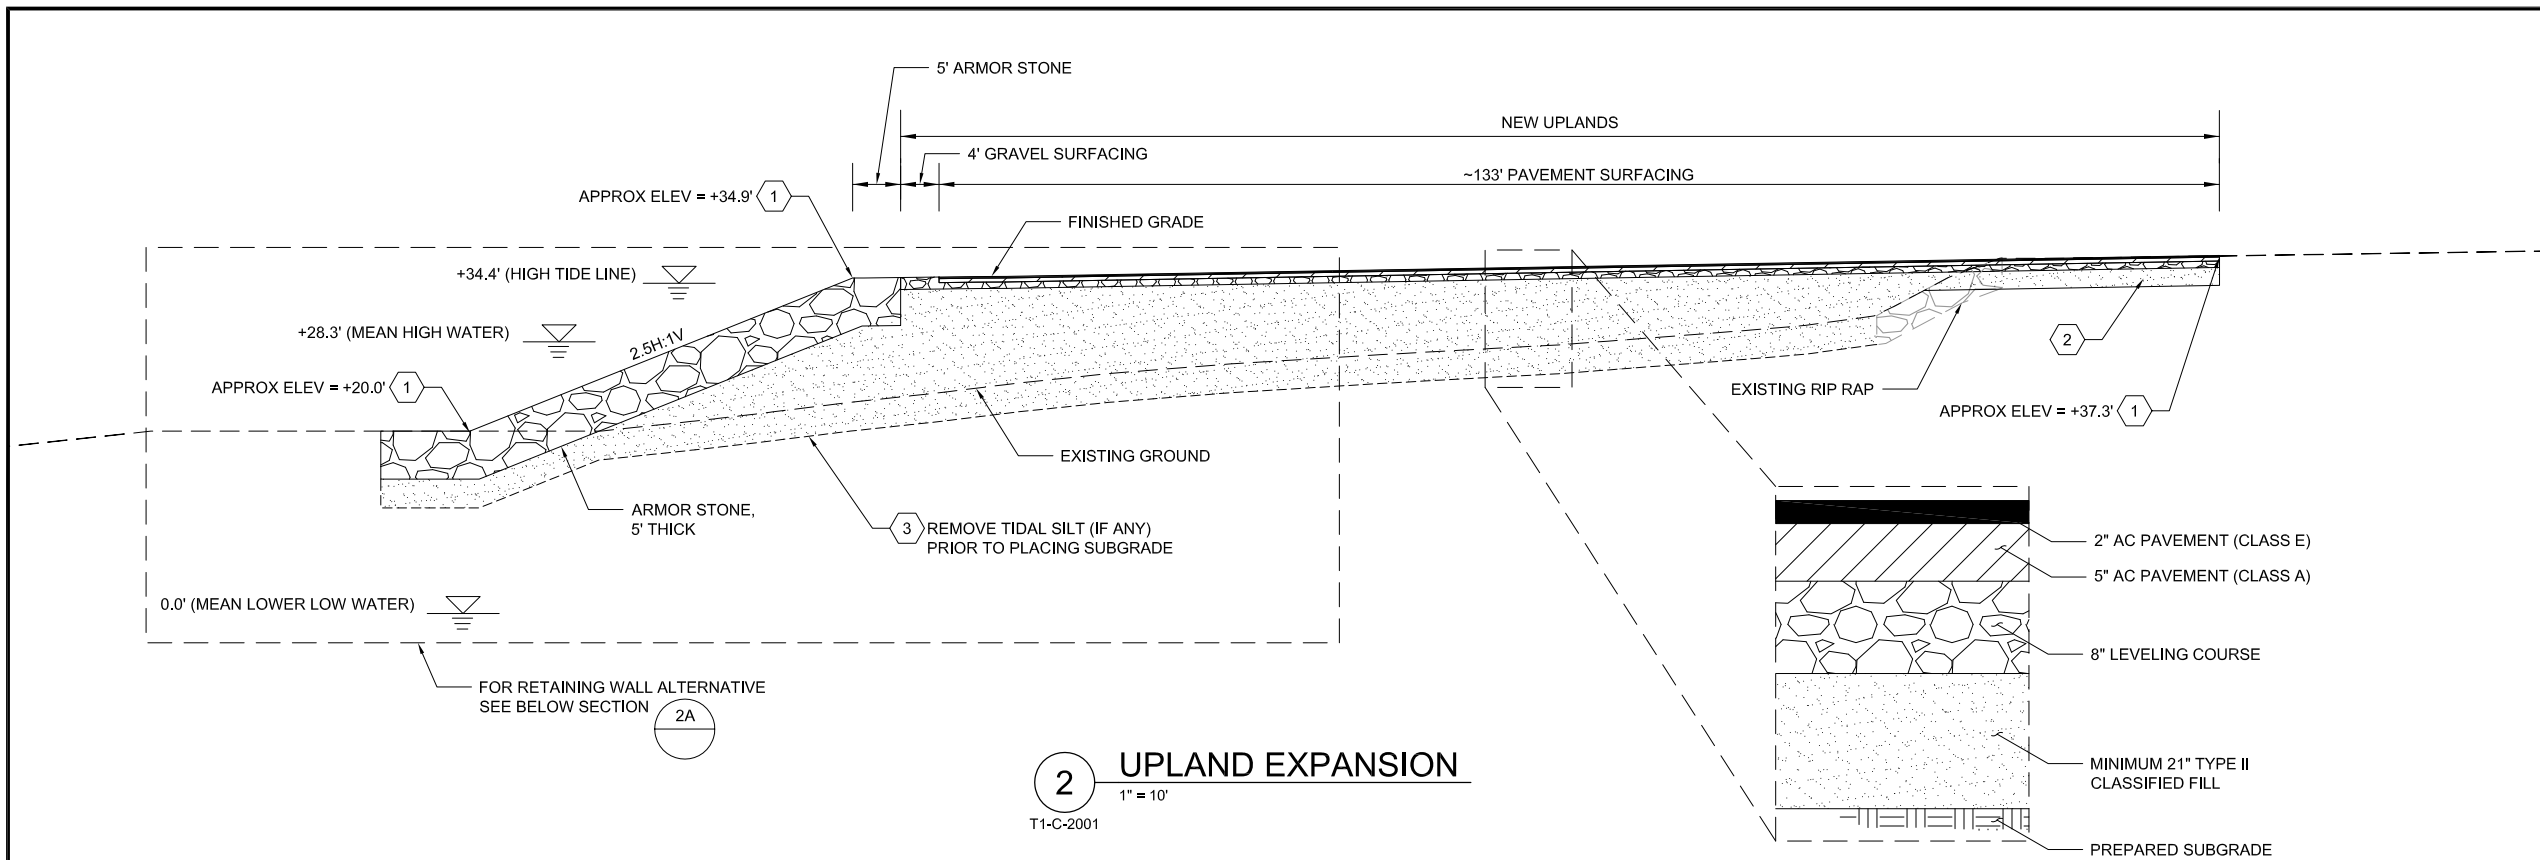 5' ARMOR STONE
NEW UPLANDS
4' GRAVEL SURFACING
~133' PAVEMENT SURFACING
APPROX ELEV = +34.9' 1
FINISHED GRADE
+34.4' (HIGH TIDE LINE)
+28.3' (MEAN HIGH WATER)
2.5H:1V
2
APPROX ELEV = +20.0' 1
EXISTING RIP RAP
APPROX ELEV = +37.3' 1
EXISTING GROUND
ARMOR STONE,
5' THICK
3 REMOVE TIDAL SILT (IF ANY)
PRIOR TO PLACING SUBGRADE
2" AC PAVEMENT (CLASS E)
5" AC PAVEMENT (CLASS A)
0.0' (MEAN LOWER LOW WATER)
8" LEVELING COURSE
FOR RETAINING WALL ALTERNATIVE
SEE BELOW SECTION
2A
MINIMUM 21" TYPE II
CLASSIFIED FILL
2 UPLAND EXPANSION
1" = 10'
T1-C-2001
PREPARED SUBGRADE